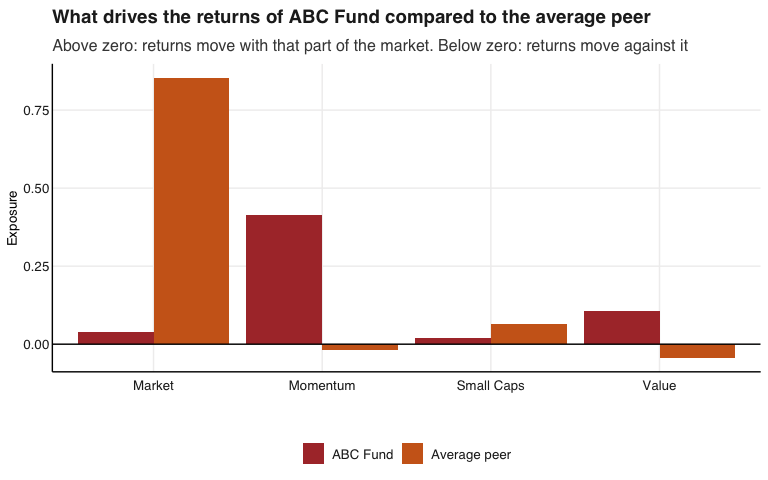 What drives the returns of ABC Fund compared to the average peer
Above zero: returns move with that part of the market. Below zero: returns move against it
Exposure
0.75
0.50
0.25
0.00
Market Momentum Small Caps Value
ABC Fund Average peer